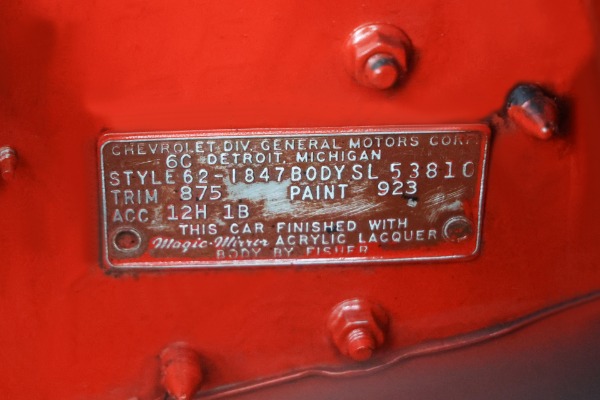 CHEVROLET DIV. GENERAL MOTORS CORP.
6C DETROIT, MICHIGAN
STYLE 62-1847 BODY SL 53810
TRIM 875 PAINT 923
ACC. 12H 1B
THIS CAR FINISHED WITH
Magic-Mirror ACRYLIC LACQUER
BODY BY FISHER